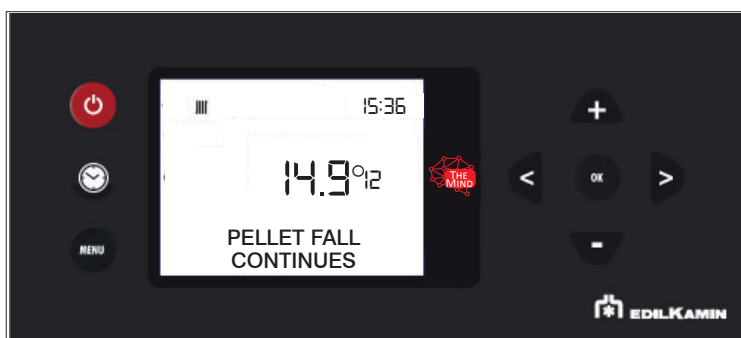 15:36
14.9°12
THE
MIND
< OK >
MENU
PELLET FALL
CONTINUES
EDILKAMIN